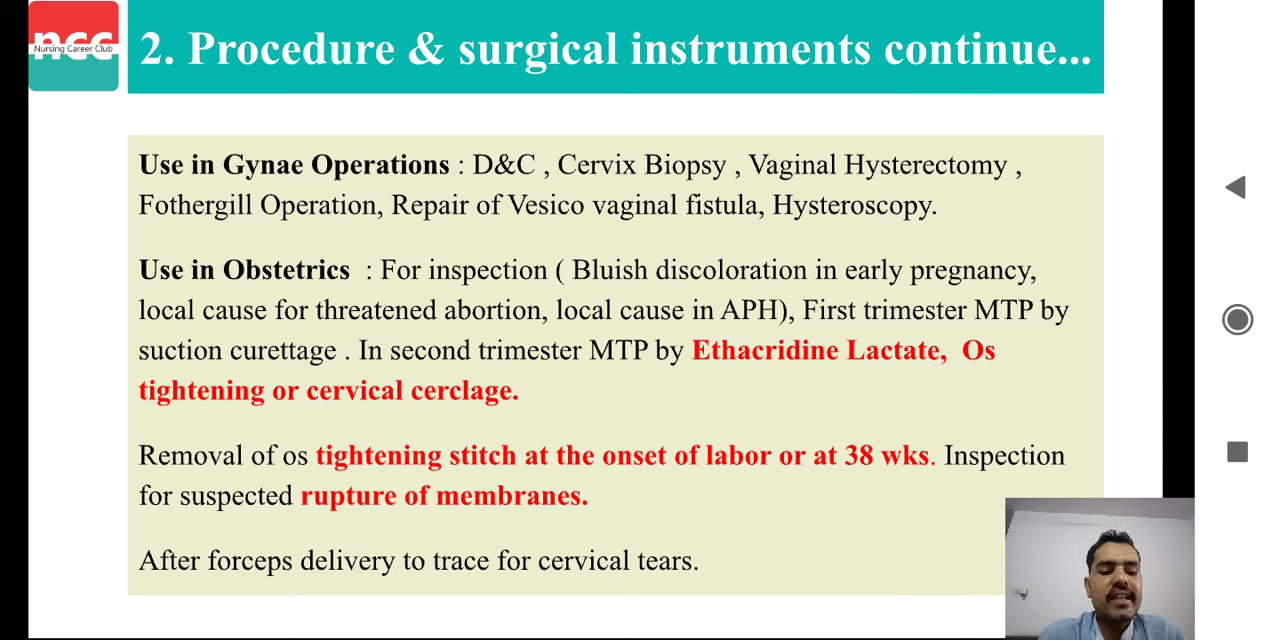 ncc
Nursing Career Club
2. Procedure & surgical instruments continue...
Use in Gynae Operations : D&C , Cervix Biopsy , Vaginal Hysterectomy ,
Fothergill Operation, Repair of Vesico vaginal fistula, Hysteroscopy.
Use in Obstetrics : For inspection ( Bluish discoloration in early pregnancy,
local cause for threatened abortion, local cause in APH), First trimester MTP by
suction curettage . In second trimester MTP by Ethacridine Lactate, Os
tightening or cervical cerclage.
Removal of os tightening stitch at the onset of labor or at 38 wks. Inspection
for suspected rupture of membranes.
After forceps delivery to trace for cervical tears.